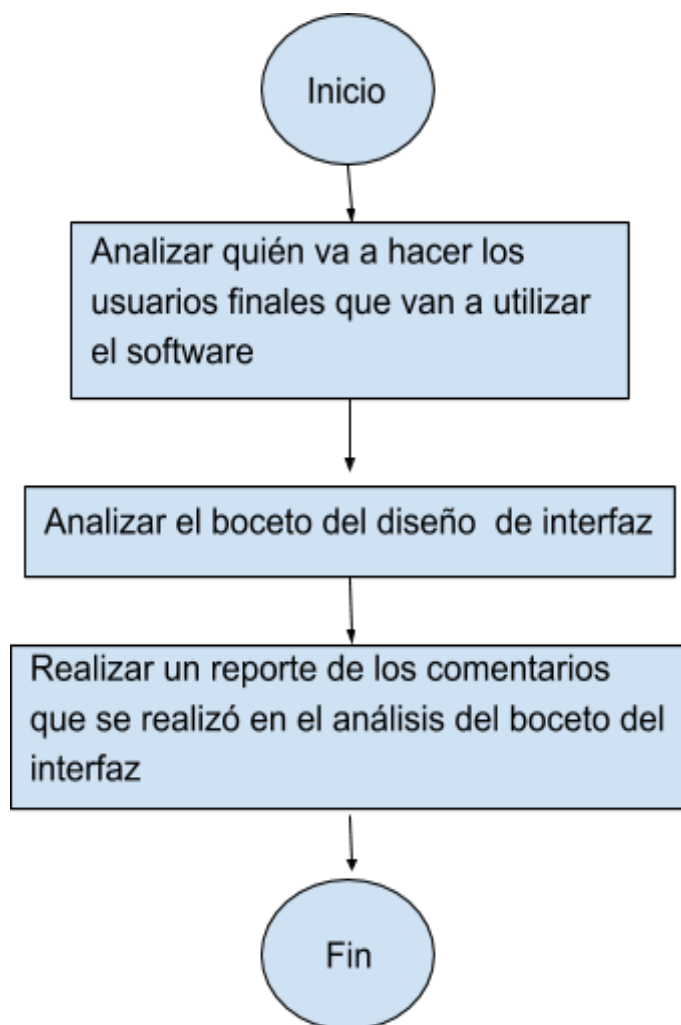 Inicio
Analizar quién va a hacer los
usuarios finales que van a utilizar
el software
Analizar el boceto del diseño de interfaz
Realizar un reporte de los comentarios
que se realizó en el análisis del boceto del
interfaz
Fin